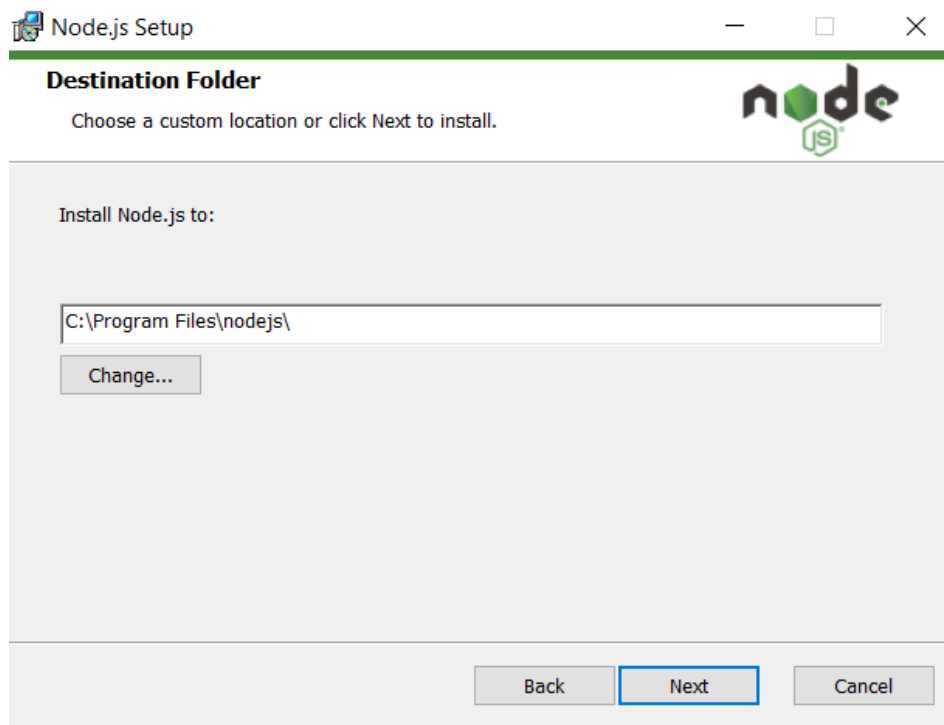 Node.js Setup
Destination Folder
Choose a custom location or click Next to install.
node
JS
Install Node.js to:
C:\Program Files\nodejs\
Change...
Back
Next
Cancel